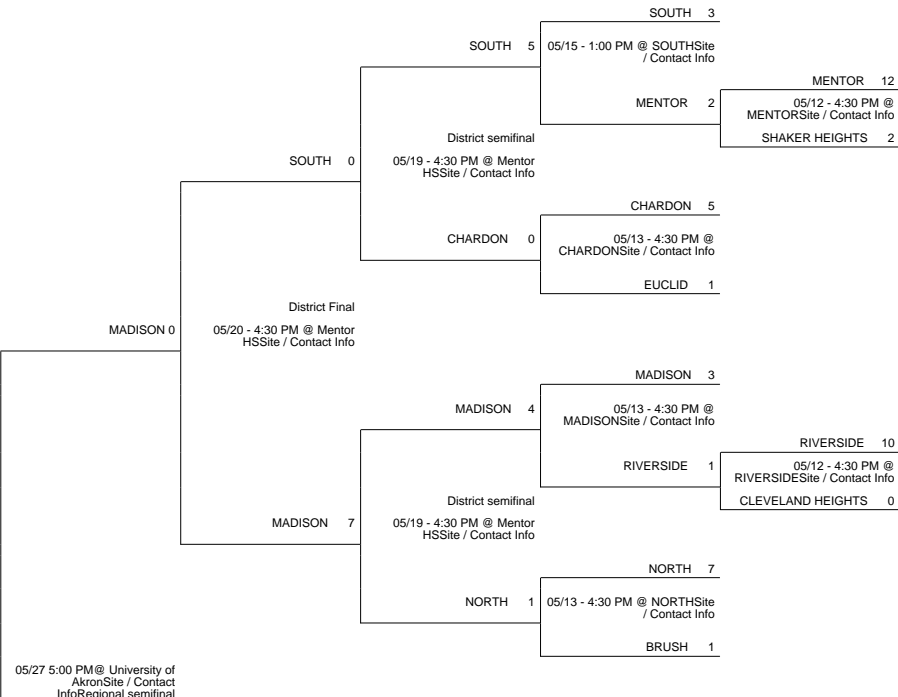 SOUTH 3
SOUTH 5
05/15 - 1:00 PM @ SOUTHSite
/ Contact Info
MENTOR 12
MENTOR 2
05/12 - 4:30 PM @
MENTORSite / Contact Info
SHAKER HEIGHTS 2
District semifinal
SOUTH 0
05/19 - 4:30 PM @ Mentor
HSSite / Contact Info
CHARDON 5
CHARDON 0
05/13 - 4:30 PM @
CHARDONSite / Contact Info
EUCLID 1
District Final
MADISON 0
05/20 - 4:30 PM @ Mentor
HSSite / Contact Info
MADISON 3
MADISON 4
05/13 - 4:30 PM @
MADISONSite / Contact Info
RIVERSIDE 10
RIVERSIDE 1
05/12 - 4:30 PM @
RIVERSIDESite / Contact Info
CLEVELAND HEIGHTS 0
District semifinal
MADISON 7
05/19 - 4:30 PM @ Mentor
HSSite / Contact Info
NORTH 7
NORTH 1
05/13 - 4:30 PM @ NORTHSite
/ Contact Info
BRUSH 1
05/27 5:00 PM@ University of
AkronSite / Contact
InfoRegional semifinal